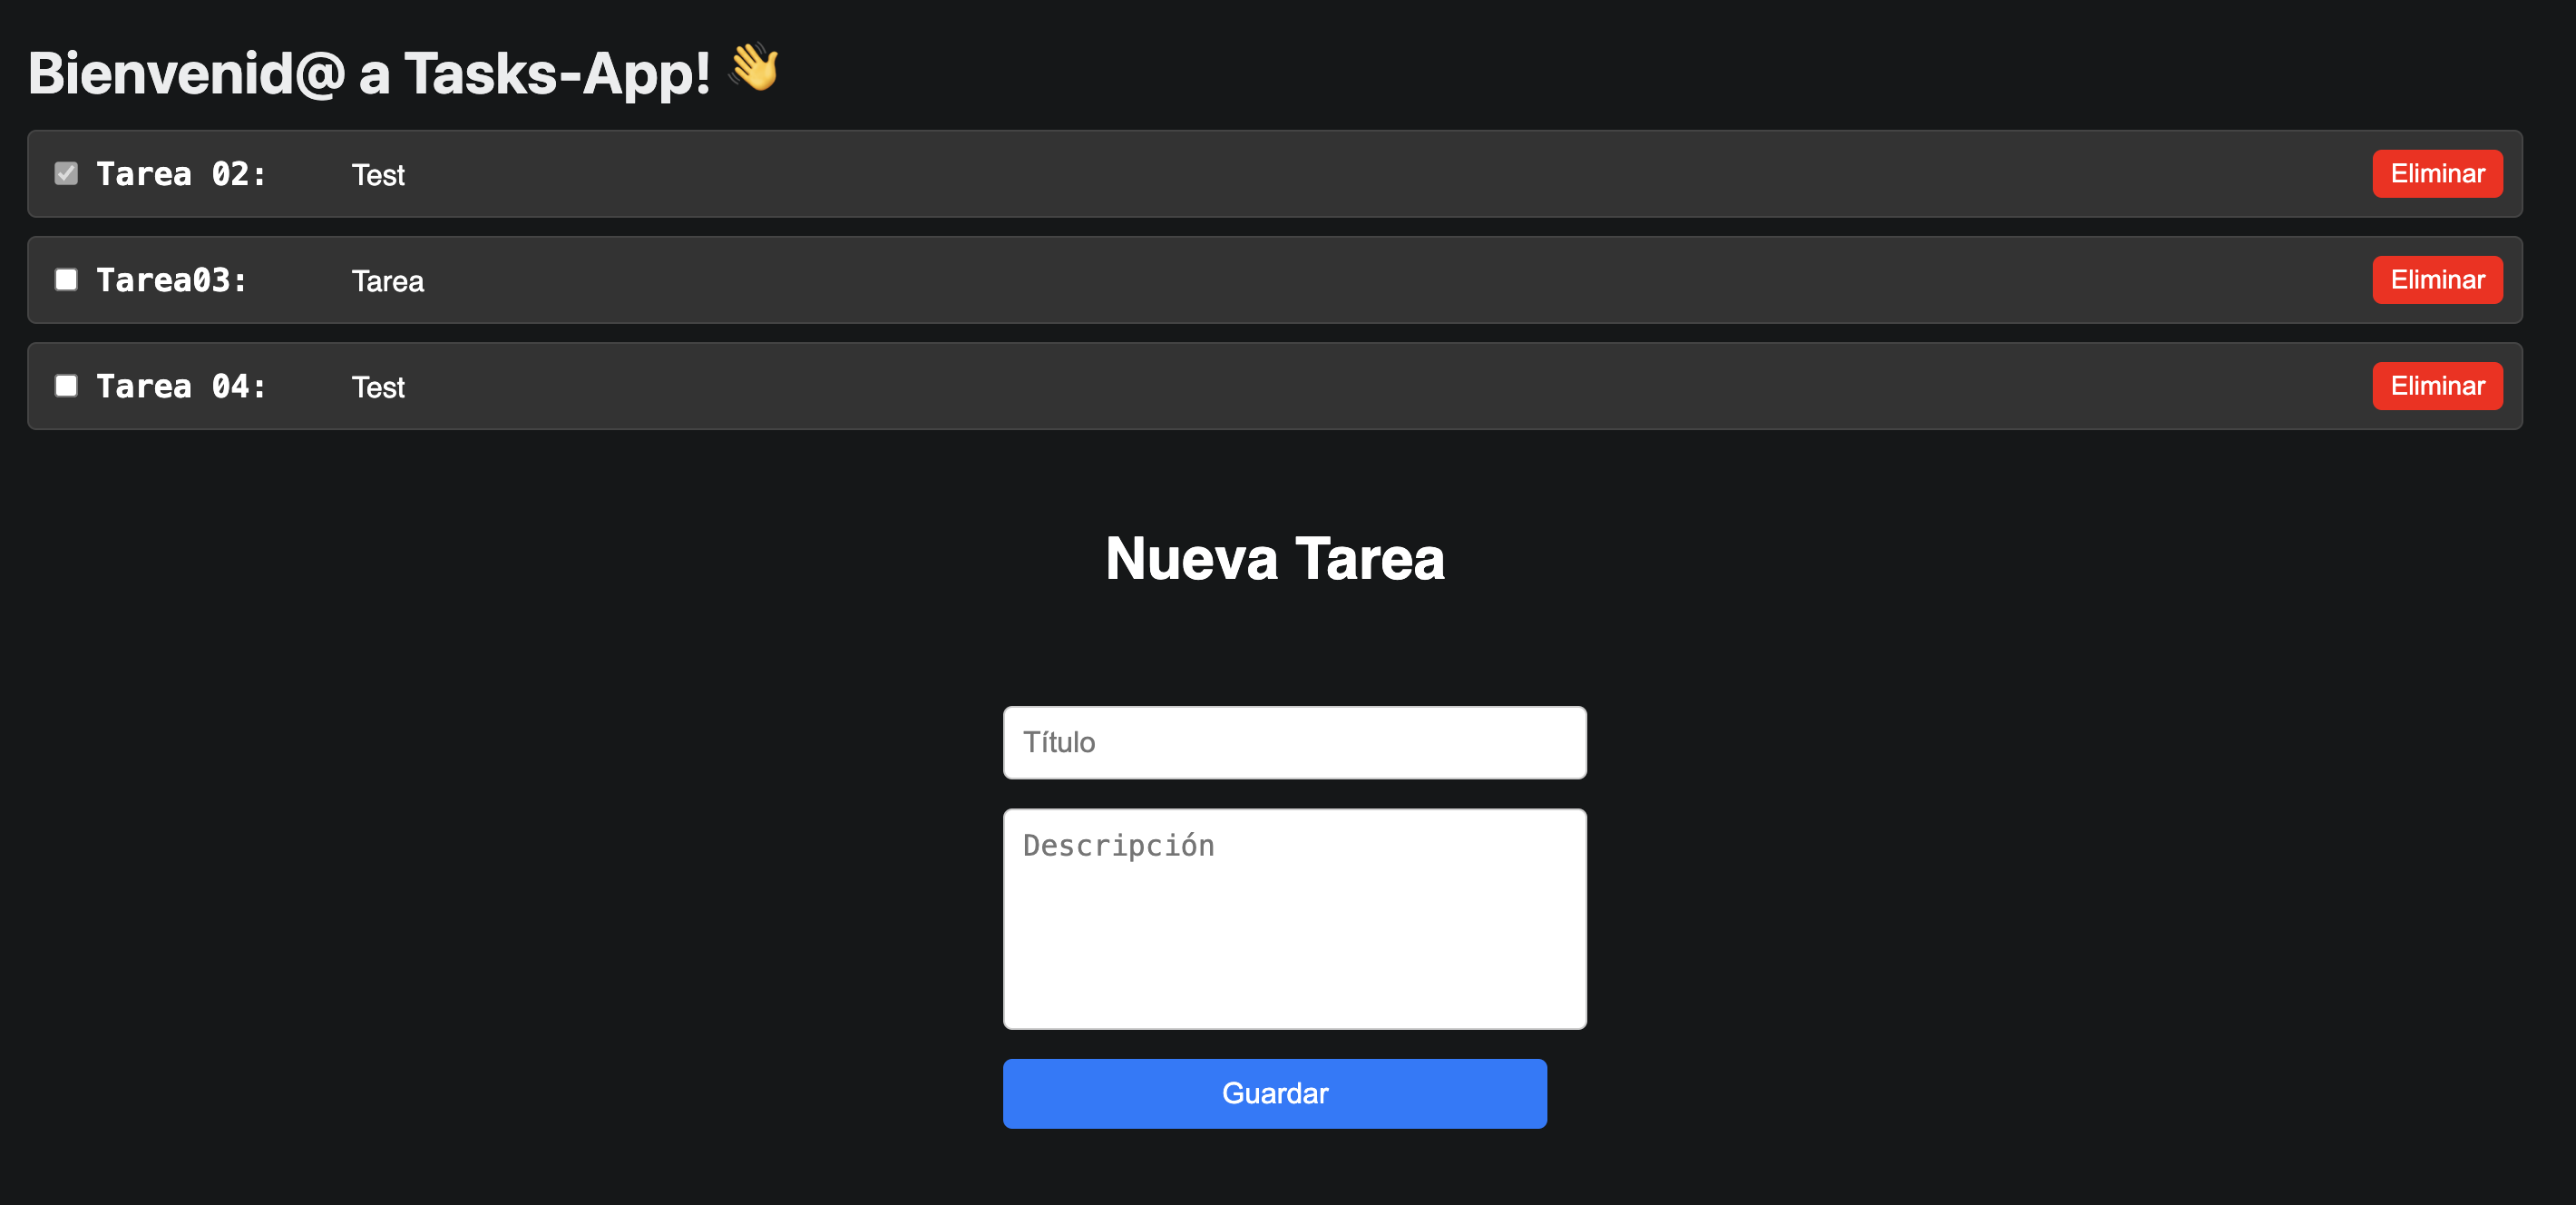 Bienvenid@ a Tasks-App! 👋
Tarea 02: Test Eliminar
Tarea03: Tarea Eliminar
Tarea 04: Test Eliminar
Nueva Tarea
Título
Descripción
Guardar